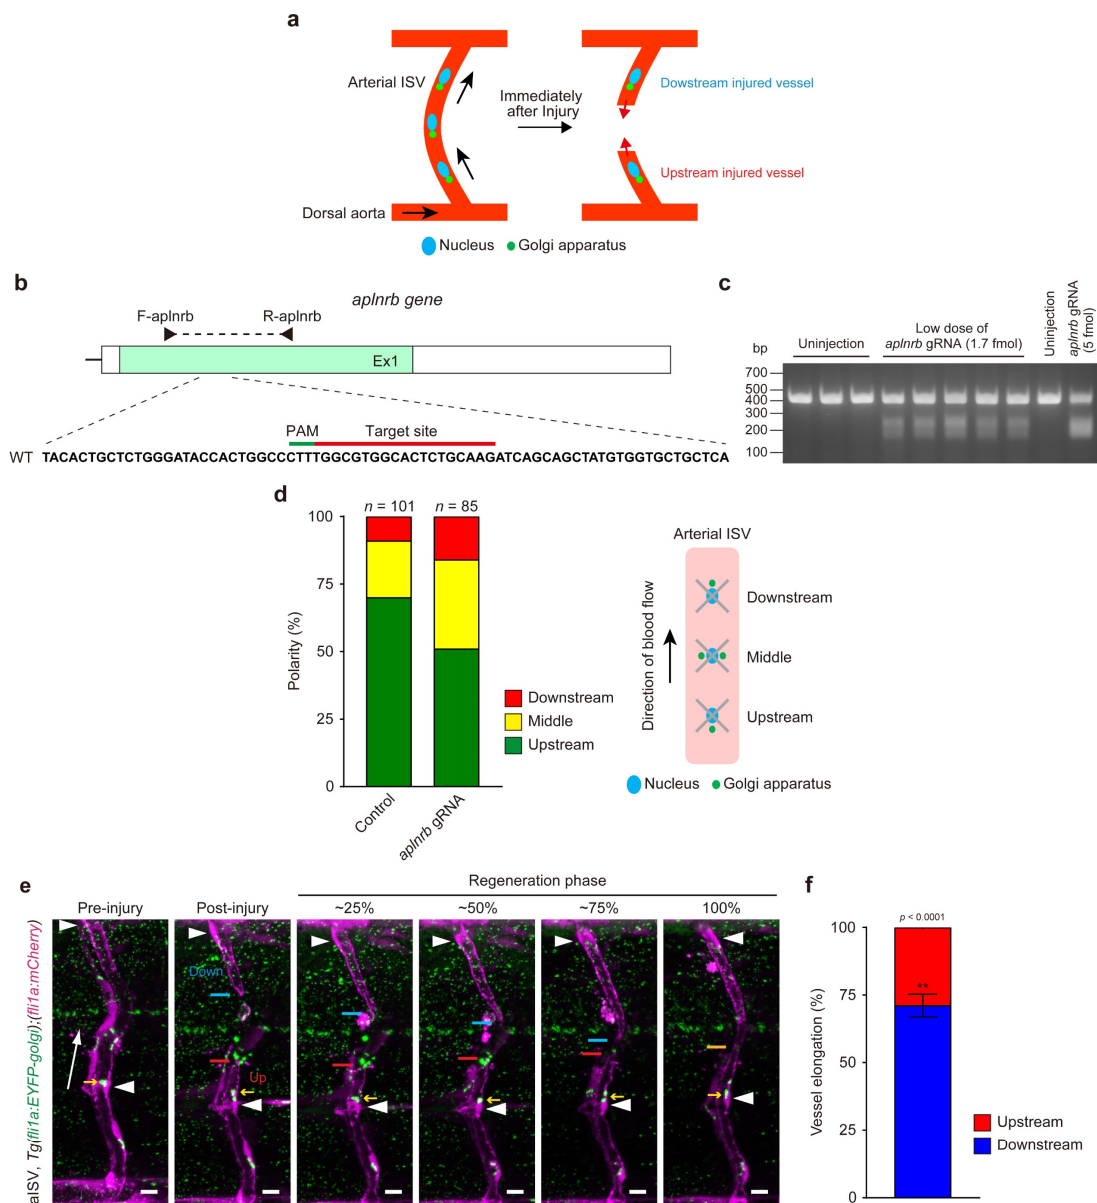 a
Arterial ISV
Immediately
after Injury
Dowstream injured vessel
Upstream injured vessel
Dorsal aorta
Nucleus
Golgi apparatus
b
aplnrb gene
F-aplnrb
R-aplnrb
Ex1
PAM
Target site
WT TACACTGCTCTGGGATACCACTGGCCCTTTGGCGTGGCACTCTGCAAGATCAGCAGCTATGTGGTGCTGCTCA
c
bp
Uninjection
Low dose of
aplnrb gRNA (1.7 fmol)
Uninjection
aplnrb gRNA
(5 fmol)
700
500
400
300
200
100
d
n = 101
n = 85
Polarity (%)
100
75
50
25
0
Control
aplnrb gRNA
Downstream
Middle
Upstream
Arterial ISV
Direction of blood flow
Downstream
Middle
Upstream
Nucleus
Golgi apparatus
e
aISV, Tg(fli1a:EYFP-golgi);(fli1a:mCherry)
Regeneration phase
Pre-injury
Post-injury
~25%
~50%
~75%
100%
Down
Up
f
p < 0.0001
**
Vessel elongation (%)
100
75
50
25
0
Upstream
Downstream